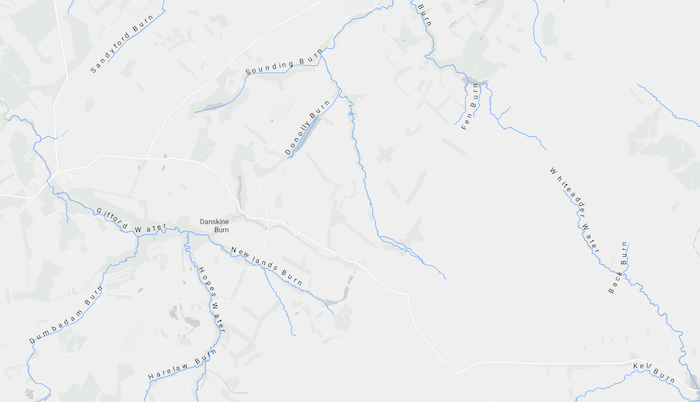 Sandyford Burn
Burn
Sounding Burn
Donolly Burn
Fen Burn
Whiteadder Water
Gifford Water
Danskine
Burn
Newlands Burn
Back Burn
Hopes Water
Dumbadam Burn
Harelaw Burn
Kell Burn